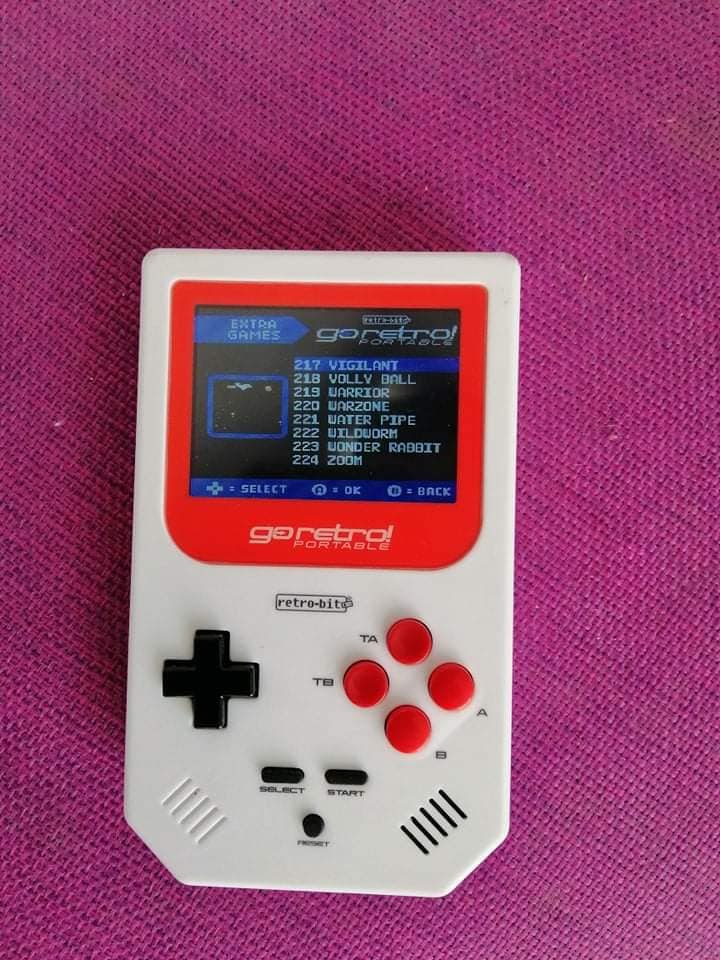 EXTRA
GAMES
retro-bit
go retro!
PORTABLE
217 VIGILANT
218 VOLLY BALL
219 WARRIOR
220 WARZONE
221 WATER PIPE
222 WILDWORM
223 WONDER RABBIT
224 ZOOM
= SELECT A = OK B = BACK
go retro!
PORTABLE
retro-bit
TA
TB
A
B
SELECT START
RESET